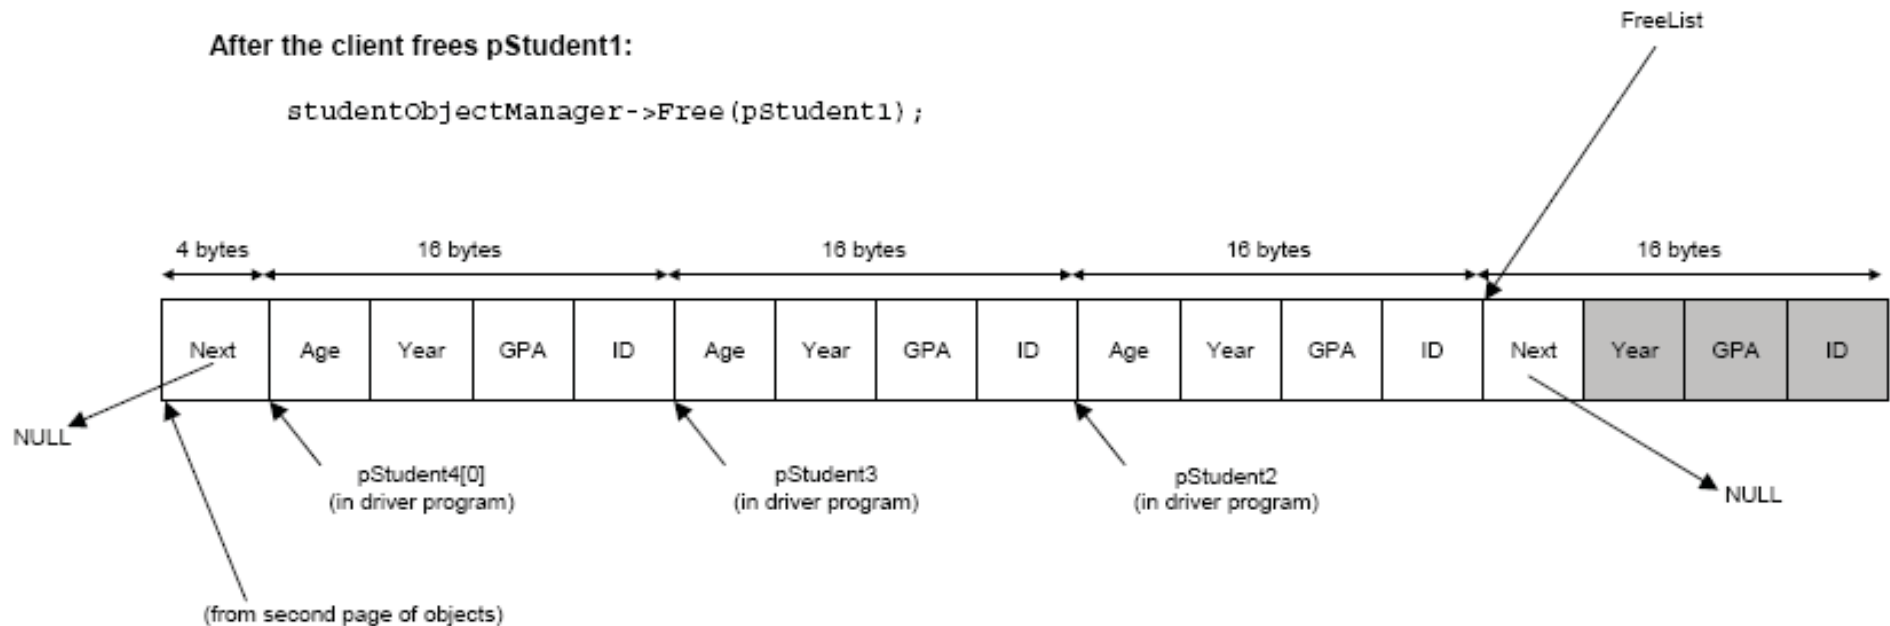 FreeList
After the client frees pStudent1:
studentObjectManager->Free(pStudent1);
4 bytes 16 bytes 16 bytes 16 bytes 16 bytes
Next Age Year GPA ID Age Year GPA ID Age Year GPA ID Next Year GPA ID
NULL
pStudent4[0]
(in driver program)
pStudent3
(in driver program)
pStudent2
(in driver program)
NULL
(from second page of objects)